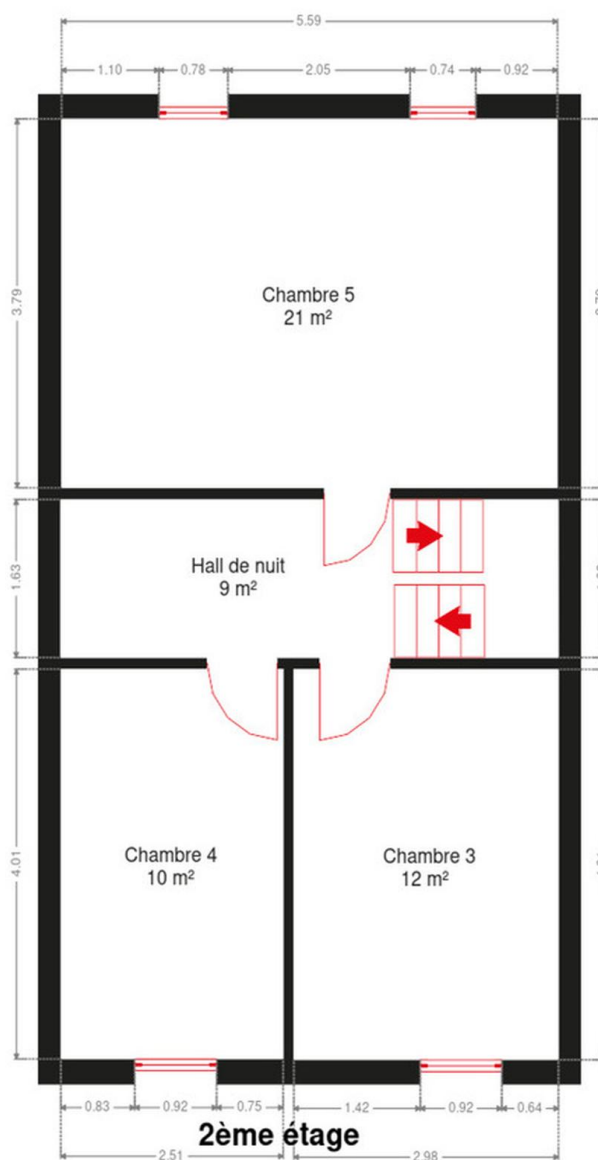 5.59
1.10 0.78 2.05 0.74 0.92
3.79
Chambre 5
21 m²
1.63
Hall de nuit
9 m²
4.01
Chambre 4
10 m²
Chambre 3
12 m²
0.83 0.92 0.75 1.42 0.92 0.64
2ème étage
2.51 2.98